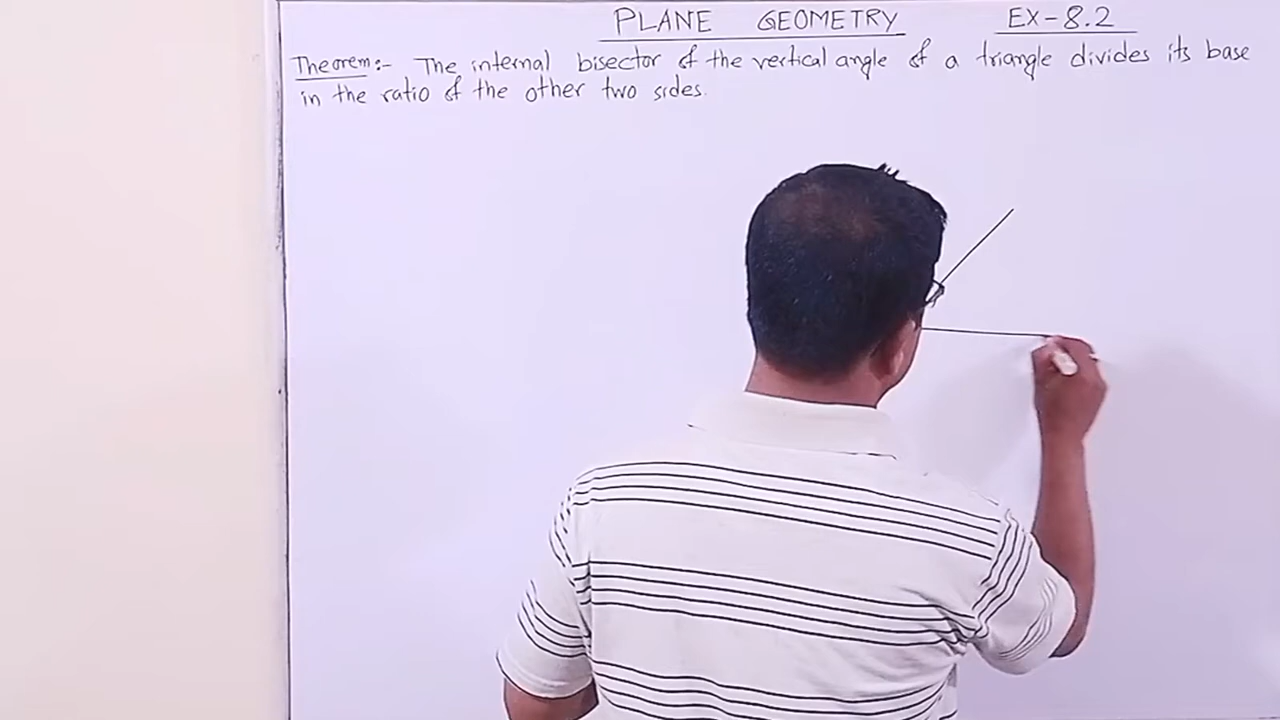 PLANE GEOMETRY EX-8.2
Theorem:- The internal bisector of the vertical angle of a triangle divides its base
in the ratio of the other two sides.